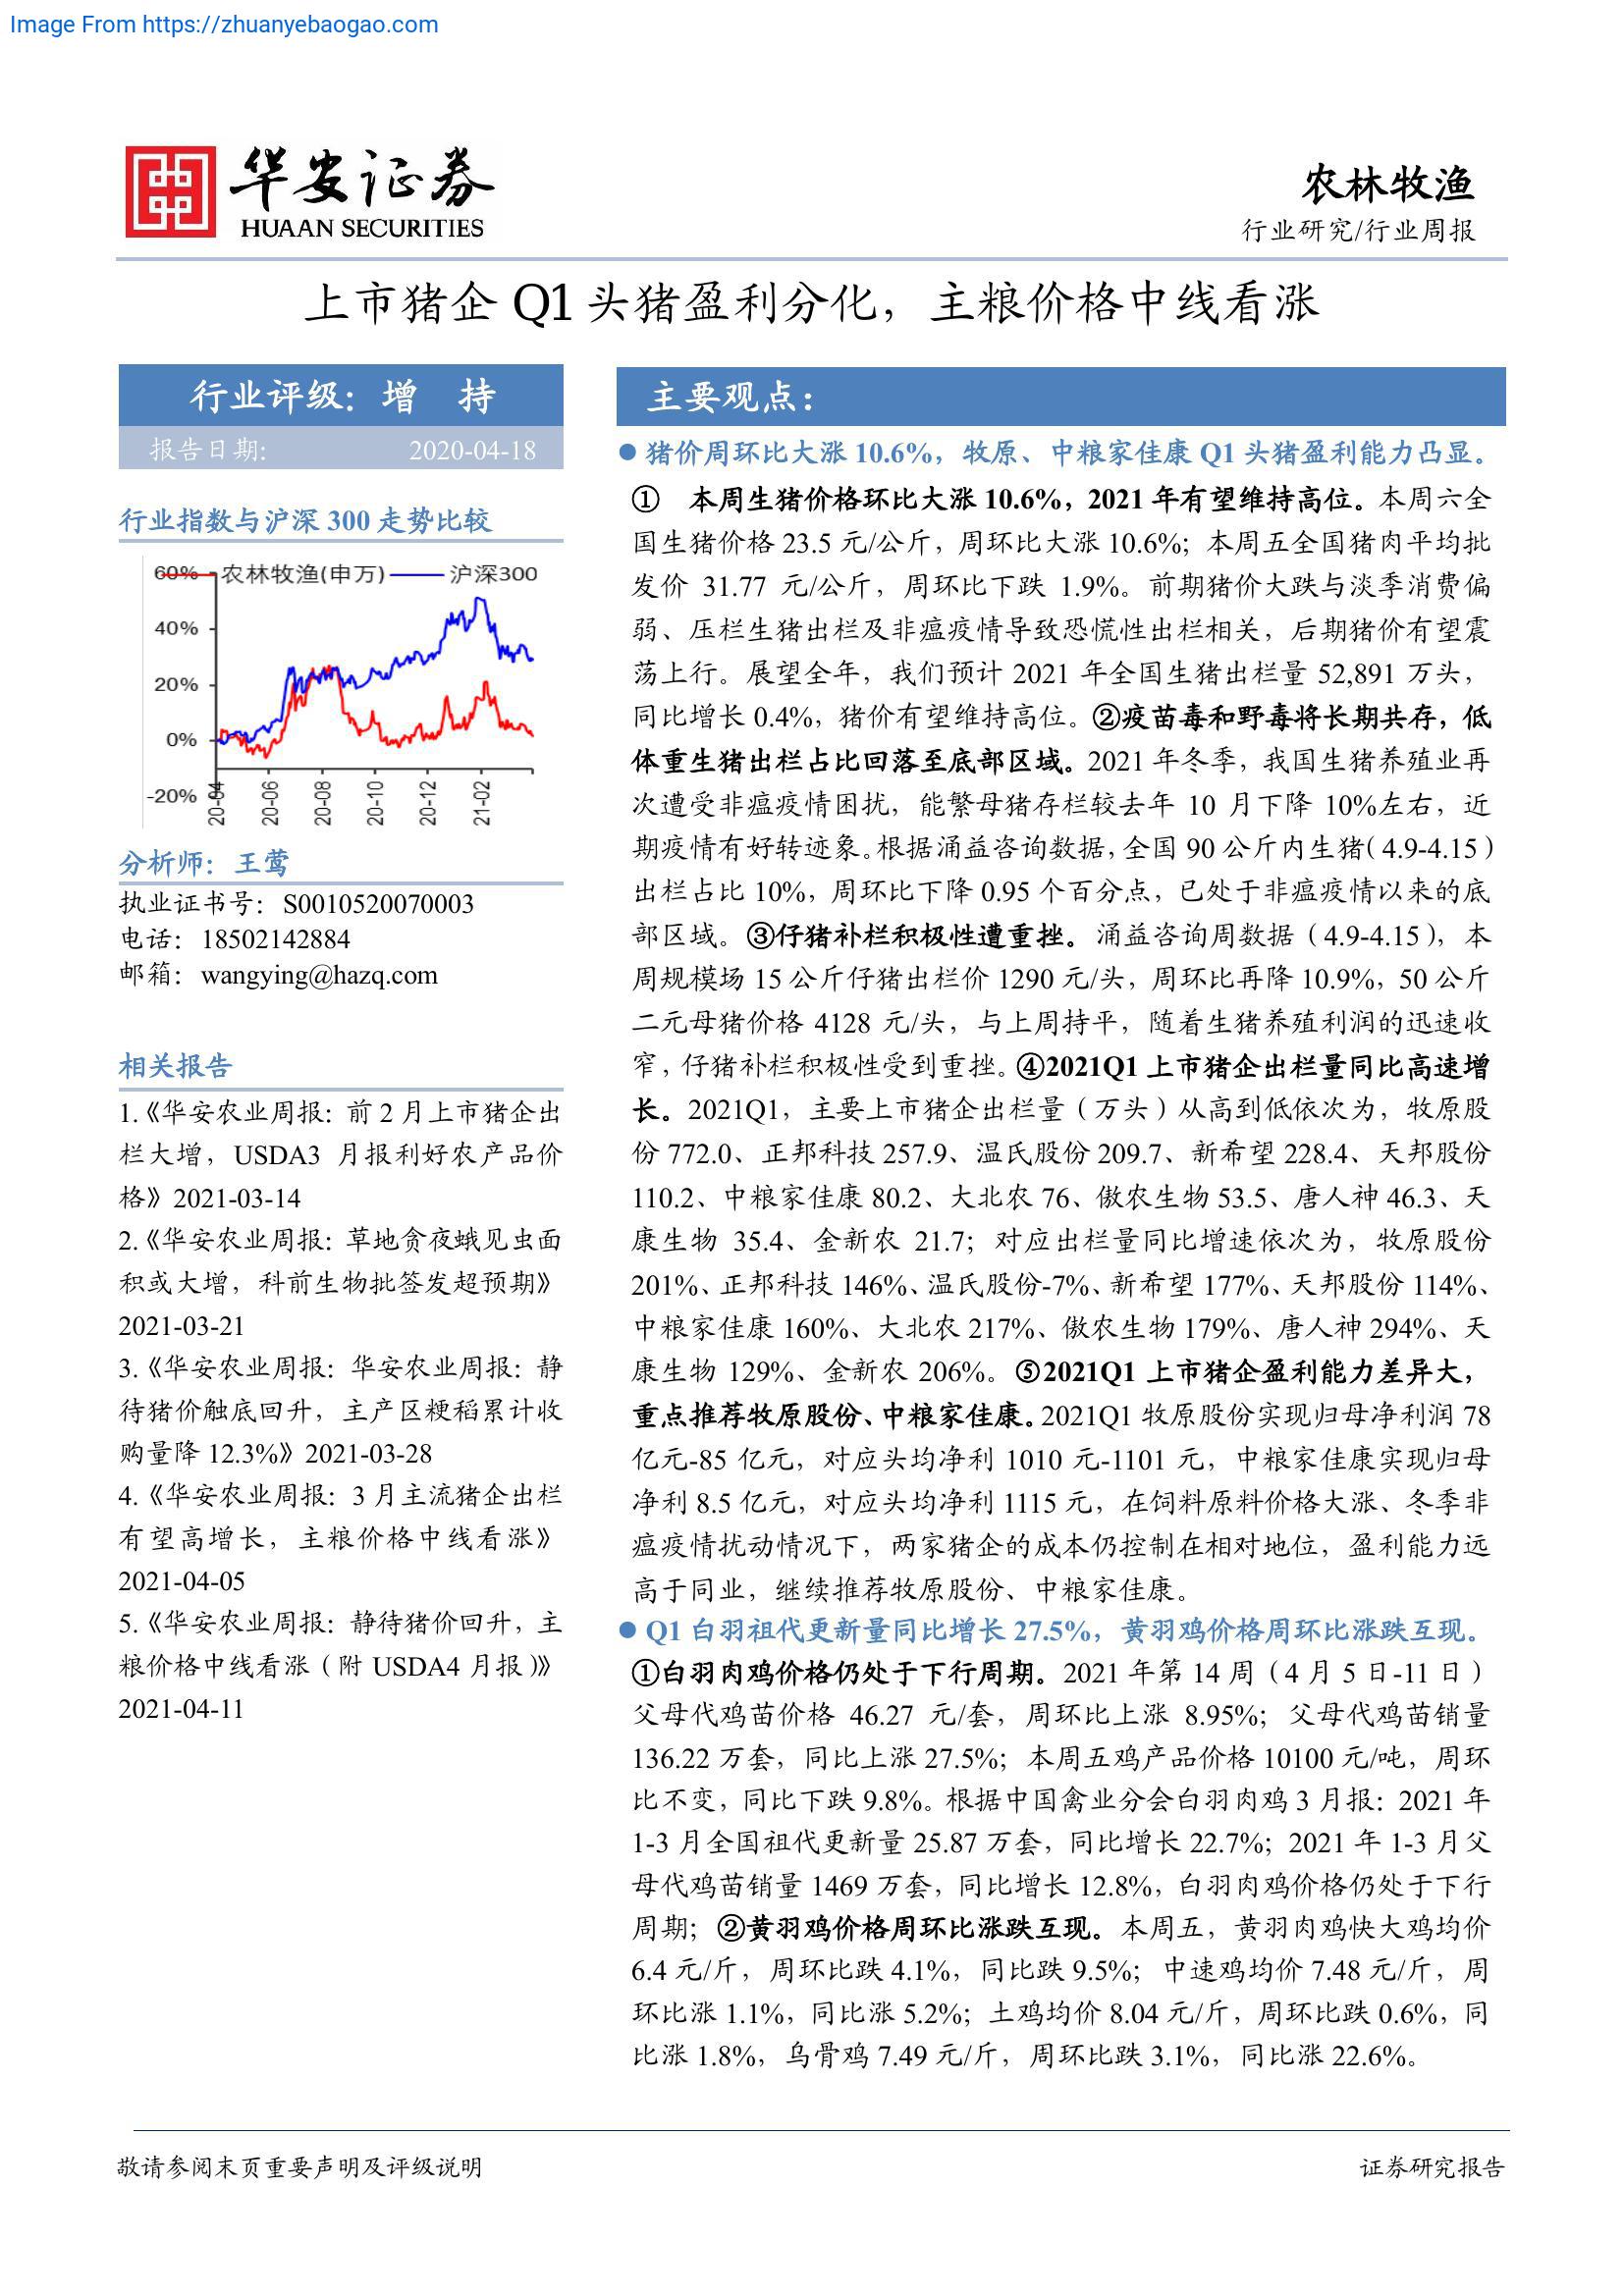 Image From https://zhuanyebaogao.com
华安证券
HUAAN SECURITIES
农林牧渔
行业研究/行业周报
上市猪企 Q1 头猪盈利分化，主粮价格中线看涨
行业评级：增 持
报告日期： 2020-04-18
行业指数与沪深 300 走势比较
60% 农林牧渔(申万) 沪深300
40%
20%
0%
-20%
20-04 20-06 20-08 20-10 20-12 21-02
分析师：王莺
执业证书号：S0010520070003
电话：18502142884
邮箱：wangying@hazq.com
相关报告
1.《华安农业周报：前 2 月上市猪企出
栏大增，USDA3 月报利好农产品价
格》2021-03-14
2.《华安农业周报：草地贪夜蛾见虫面
积或大增，科前生物批签发超预期》
2021-03-21
3.《华安农业周报：华安农业周报：静
待猪价触底回升，主产区粳稻累计收
购量降 12.3%》2021-03-28
4.《华安农业周报：3 月主流猪企出栏
有望高增长，主粮价格中线看涨》
2021-04-05
5.《华安农业周报：静待猪价回升，主
粮价格中线看涨（附 USDA4 月报）》
2021-04-11
主要观点：
● 猪价周环比大涨 10.6%，牧原、中粮家佳康 Q1 头猪盈利能力凸显。
① 本周生猪价格环比大涨 10.6%，2021 年有望维持高位。本周六全
国生猪价格 23.5 元/公斤，周环比大涨 10.6%；本周五全国猪肉平均批
发价 31.77 元/公斤，周环比下跌 1.9%。前期猪价大跌与淡季消费偏
弱、压栏生猪出栏及非瘟疫情导致恐慌性出栏相关，后期猪价有望震
荡上行。展望全年，我们预计 2021 年全国生猪出栏量 52,891 万头，
同比增长 0.4%，猪价有望维持高位。②疫苗毒和野毒将长期共存，低
体重生猪出栏占比回落至底部区域。2021 年冬季，我国生猪养殖业再
次遭受非瘟疫情困扰，能繁母猪存栏较去年 10 月下降 10%左右，近
期疫情有好转迹象。根据涌益咨询数据，全国 90 公斤内生猪（4.9-4.15）
出栏占比 10%，周环比下降 0.95 个百分点，已处于非瘟疫情以来的底
部区域。③仔猪补栏积极性遭重挫。涌益咨询周数据（4.9-4.15），本
周规模场 15 公斤仔猪出栏价 1290 元/头，周环比再降 10.9%，50 公斤
二元母猪价格 4128 元/头，与上周持平，随着生猪养殖利润的迅速收
窄，仔猪补栏积极性受到重挫。④2021Q1 上市猪企出栏量同比高速增
长。2021Q1，主要上市猪企出栏量（万头）从高到低依次为，牧原股
份 772.0、正邦科技 257.9、温氏股份 209.7、新希望 228.4、天邦股份
110.2、中粮家佳康 80.2、大北农 76、傲农生物 53.5、唐人神 46.3、天
康生物 35.4、金新农 21.7；对应出栏量同比增速依次为，牧原股份
201%、正邦科技 146%、温氏股份-7%、新希望 177%、天邦股份 114%、
中粮家佳康 160%、大北农 217%、傲农生物 179%、唐人神 294%、天
康生物 129%、金新农 206%。⑤2021Q1 上市猪企盈利能力差异大，
重点推荐牧原股份、中粮家佳康。2021Q1 牧原股份实现归母净利润 78
亿元-85 亿元，对应头均净利 1010 元-1101 元，中粮家佳康实现归母
净利 8.5 亿元，对应头均净利 1115 元，在饲料原料价格大涨、冬季非
瘟疫情扰动情况下，两家猪企的成本仍控制在相对地位，盈利能力远
高于同业，继续推荐牧原股份、中粮家佳康。
● Q1 白羽祖代更新量同比增长 27.5%，黄羽鸡价格周环比涨跌互现。
①白羽肉鸡价格仍处于下行周期。2021 年第 14 周（4 月 5 日-11 日）
父母代鸡苗价格 46.27 元/套，周环比上涨 8.95%；父母代鸡苗销量
136.22 万套，同比上涨 27.5%；本周五鸡产品价格 10100 元/吨，周环
比不变，同比下跌 9.8%。根据中国禽业分会白羽肉鸡 3 月报：2021 年
1-3 月全国祖代更新量 25.87 万套，同比增长 22.7%；2021 年 1-3 月父
母代鸡苗销量 1469 万套，同比增长 12.8%，白羽肉鸡价格仍处于下行
周期；②黄羽鸡价格周环比涨跌互现。本周五，黄羽肉鸡快大鸡均价
6.4 元/斤，周环比跌 4.1%，同比跌 9.5%；中速鸡均价 7.48 元/斤，周
环比涨 1.1%，同比涨 5.2%；土鸡均价 8.04 元/斤，周环比跌 0.6%，同
比涨 1.8%，乌骨鸡 7.49 元/斤，周环比跌 3.1%，同比涨 22.6%。
敬请参阅末页重要声明及评级说明
证券研究报告